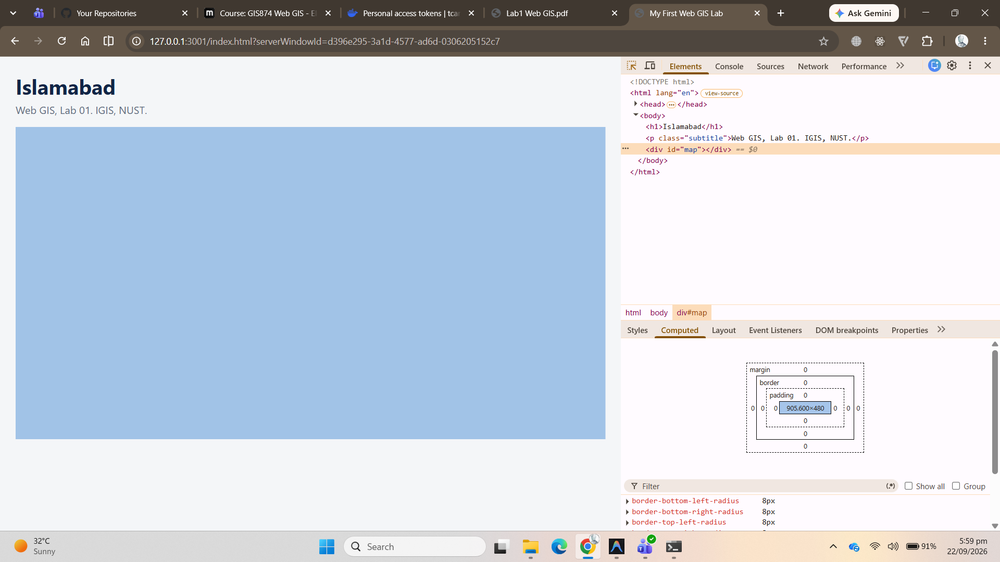 Your Repositories
Course: GIS874 Web GIS - El
Personal access tokens | tcar
Lab1 Web GIS.pdf
My First Web GIS Lab
Ask Gemini
127.0.0.1:3001/index.html?serverWindowId=d396e295-3a1d-4577-ad6d-0306205152c7
Islamabad
Web GIS, Lab 01. IGIS, NUST.
Elements Console Sources Network Performance
<!DOCTYPE html>
<html lang="en"> view-source
<head> ••• </head>
<body>
<h1>Islamabad</h1>
<p class="subtitle">Web GIS, Lab 01. IGIS, NUST.</p>
••• <div id="map"></div> == $0
</body>
</html>
html body div#map
Styles Computed Layout Event Listeners DOM breakpoints Properties
margin 0
border 0
padding 0
0 0 0 905.600×480 0 0 0
0
0
0
Filter (.*) Show all Group
border-bottom-left-radius 8px
border-bottom-right-radius 8px
border-top-left-radius 8px
32°C
Sunny
Search
91%
5:59 pm
22/09/2026